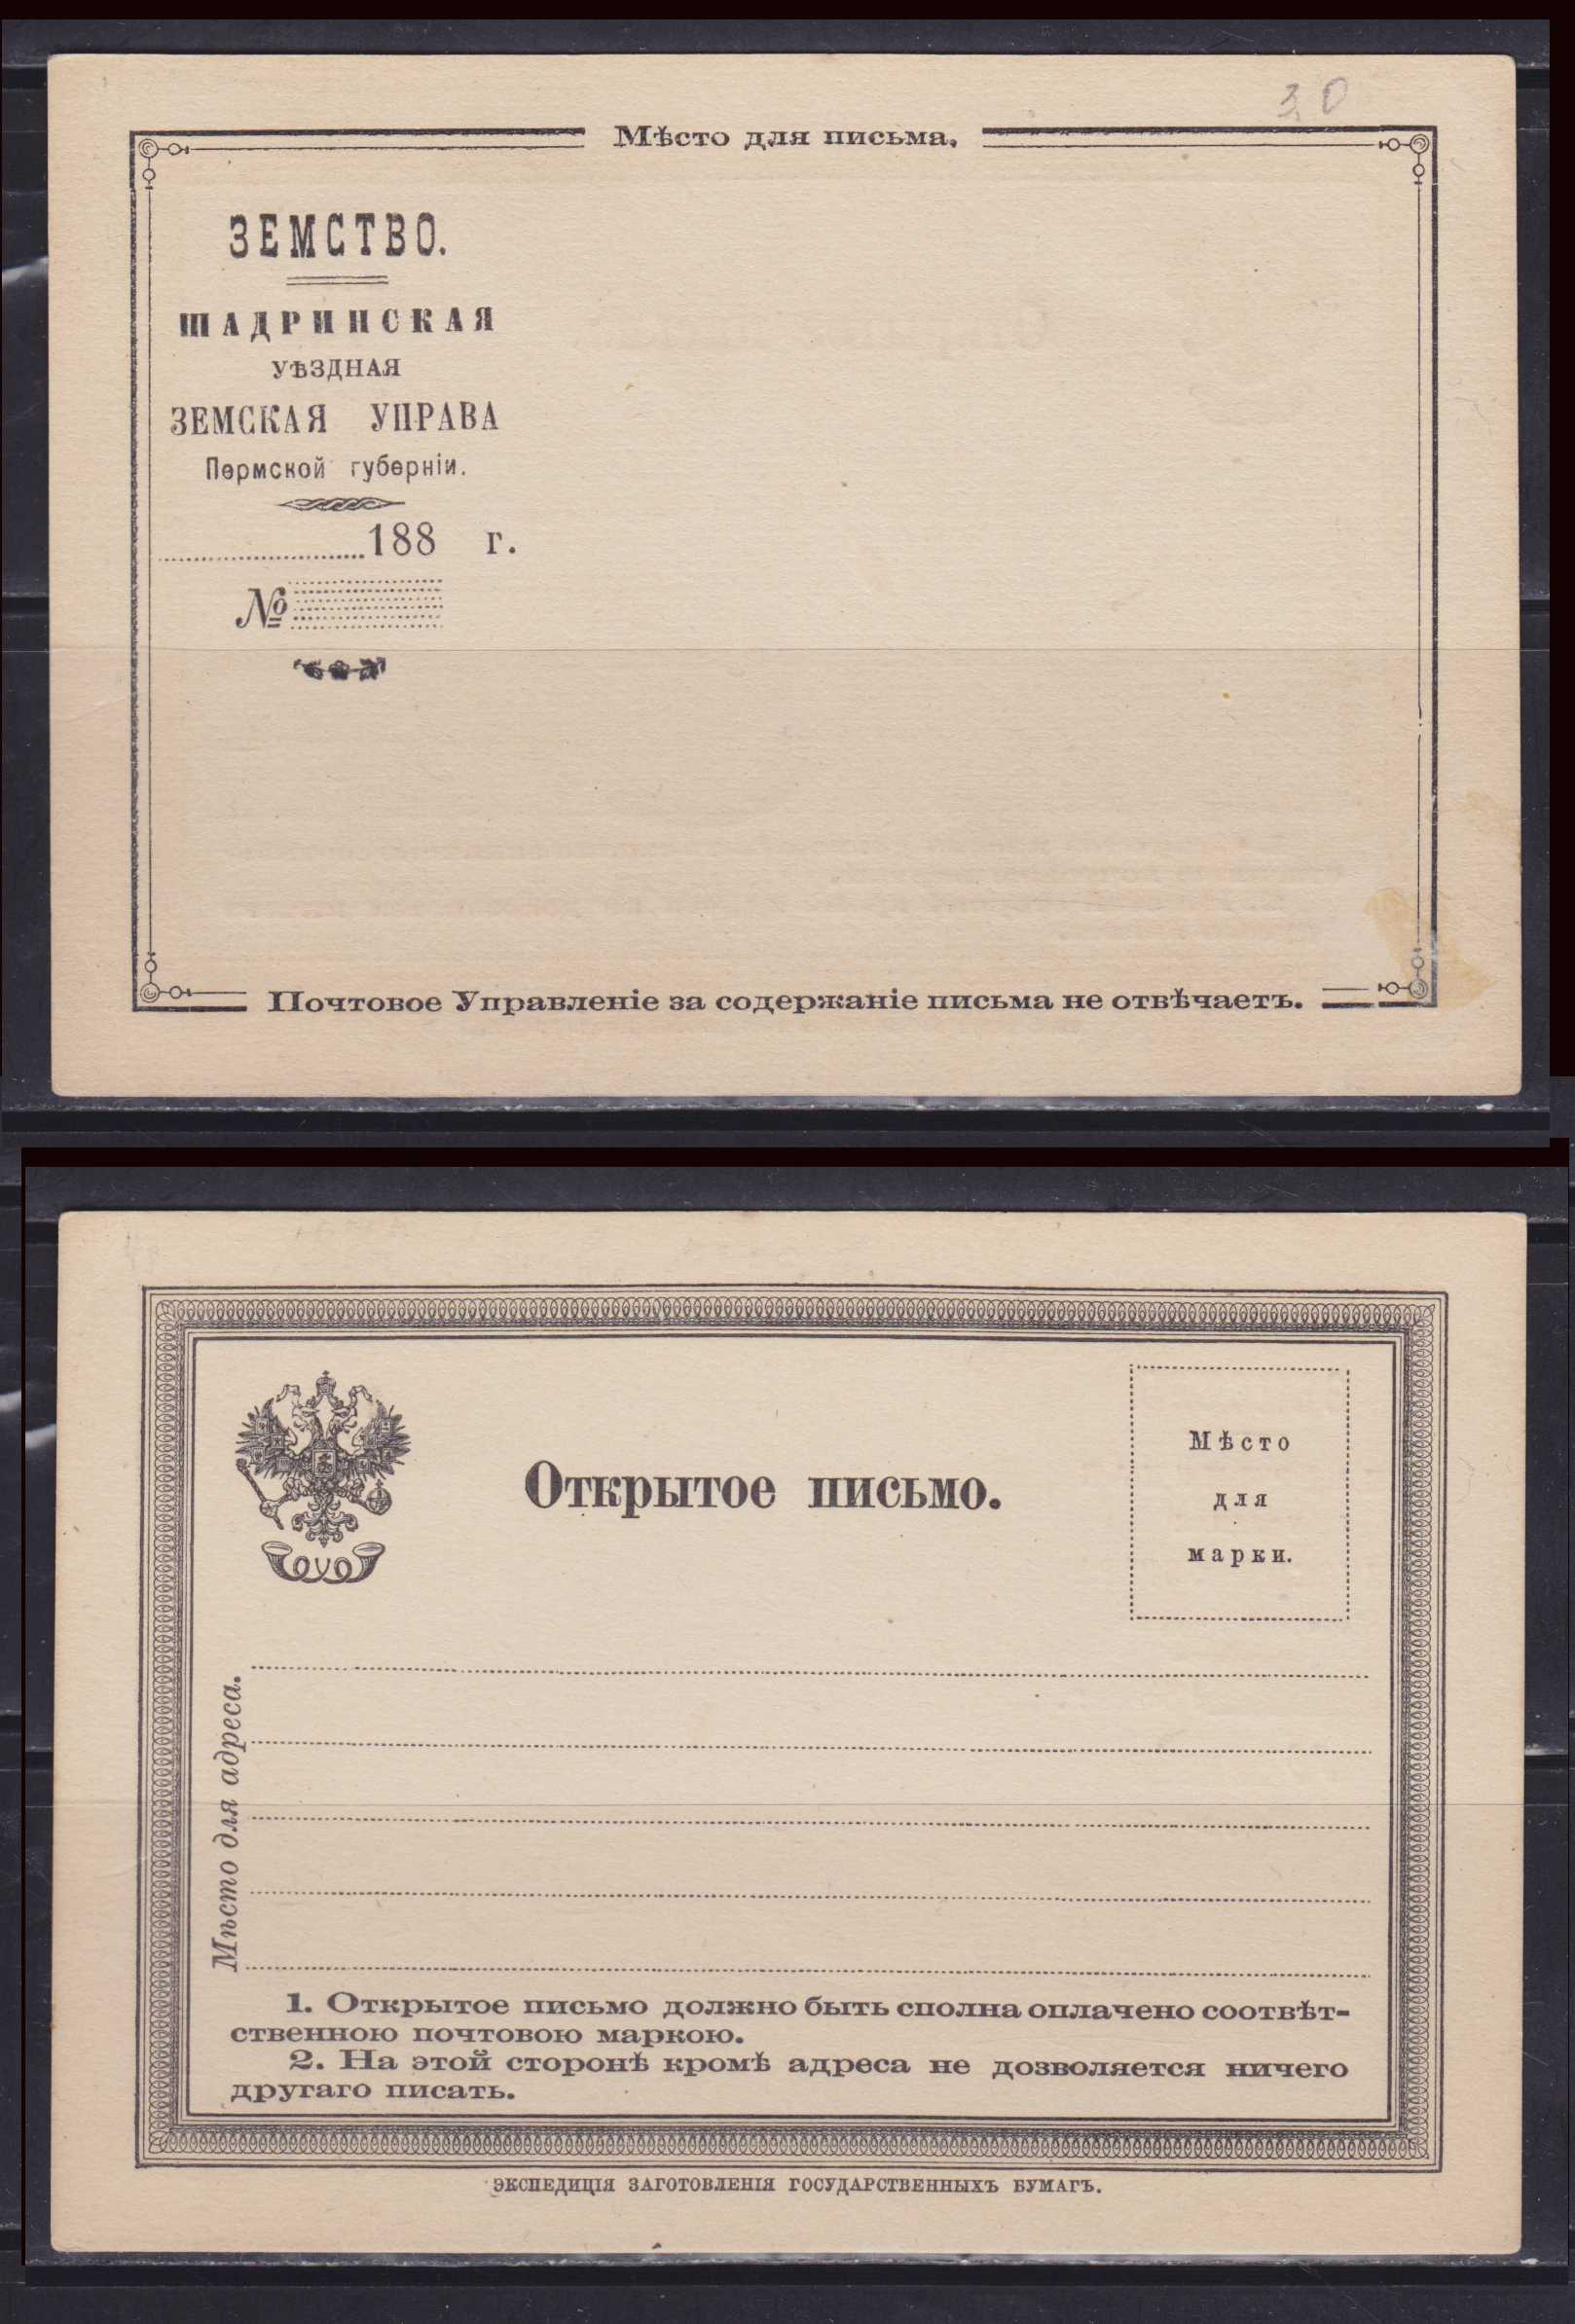 30
Мѣсто для письма.
ЗЕМСТВО.
ШАДРИНСКАЯ
УѢЗДНАЯ
ЗЕМСКАЯ УПРАВА
Пермской губерніи.
188 г.
№
Почтовое Управленіе за содержаніе письма не отвѣчаетъ.
Открытое письмо.
Мѣсто
для
марки.
Мѣсто для адреса.
1. Открытое письмо должно быть сполна оплачено соотвѣт-
ственною почтовою маркою.
2. На этой сторонѣ кромѣ адреса не дозволяется ничего
другаго писать.
ЭКСПЕДИЦІЯ ЗАГОТОВЛЕНІЯ ГОСУДАРСТВЕННЫХЪ БУМАГЪ.